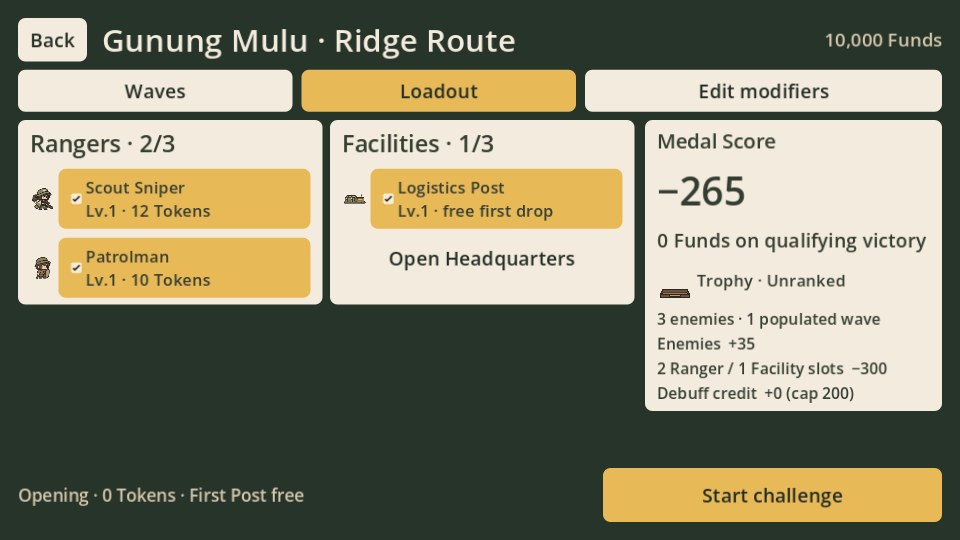 Back
Gunung Mulu · Ridge Route
10,000 Funds
Waves
Loadout
Edit modifiers
Rangers · 2/3
Scout Sniper
Lv.1 · 12 Tokens
Patrolman
Lv.1 · 10 Tokens
Facilities · 1/3
Logistics Post
Lv.1 · free first drop
Open Headquarters
Medal Score
−265
0 Funds on qualifying victory
Trophy · Unranked
3 enemies · 1 populated wave
Enemies +35
2 Ranger / 1 Facility slots −300
Debuff credit +0 (cap 200)
Opening · 0 Tokens · First Post free
Start challenge